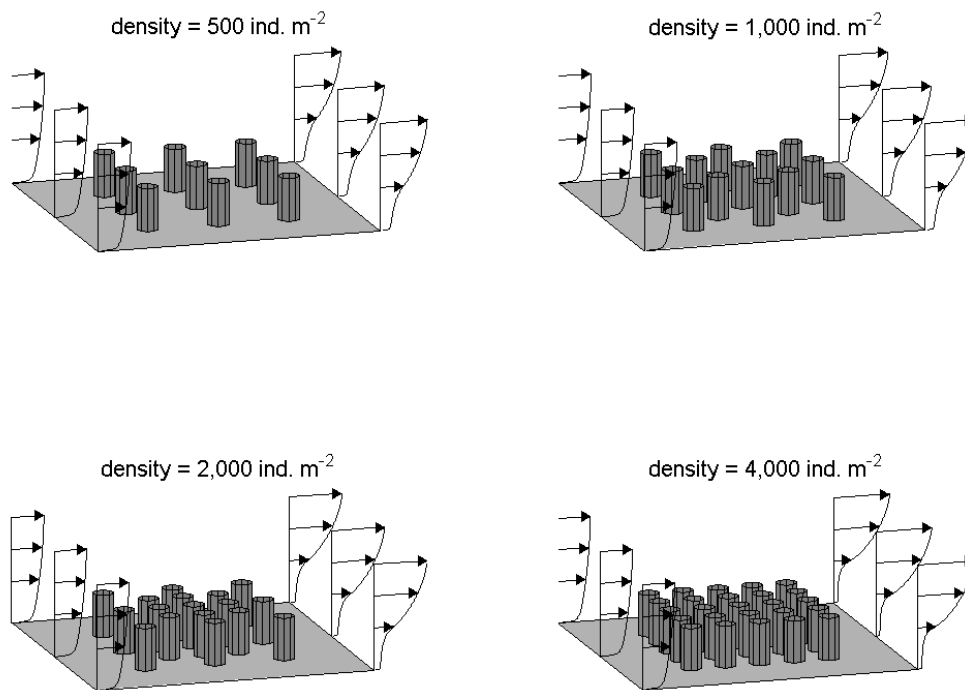 density = 500 ind. m⁻²
density = 1,000 ind. m⁻²
density = 2,000 ind. m⁻²
density = 4,000 ind. m⁻²